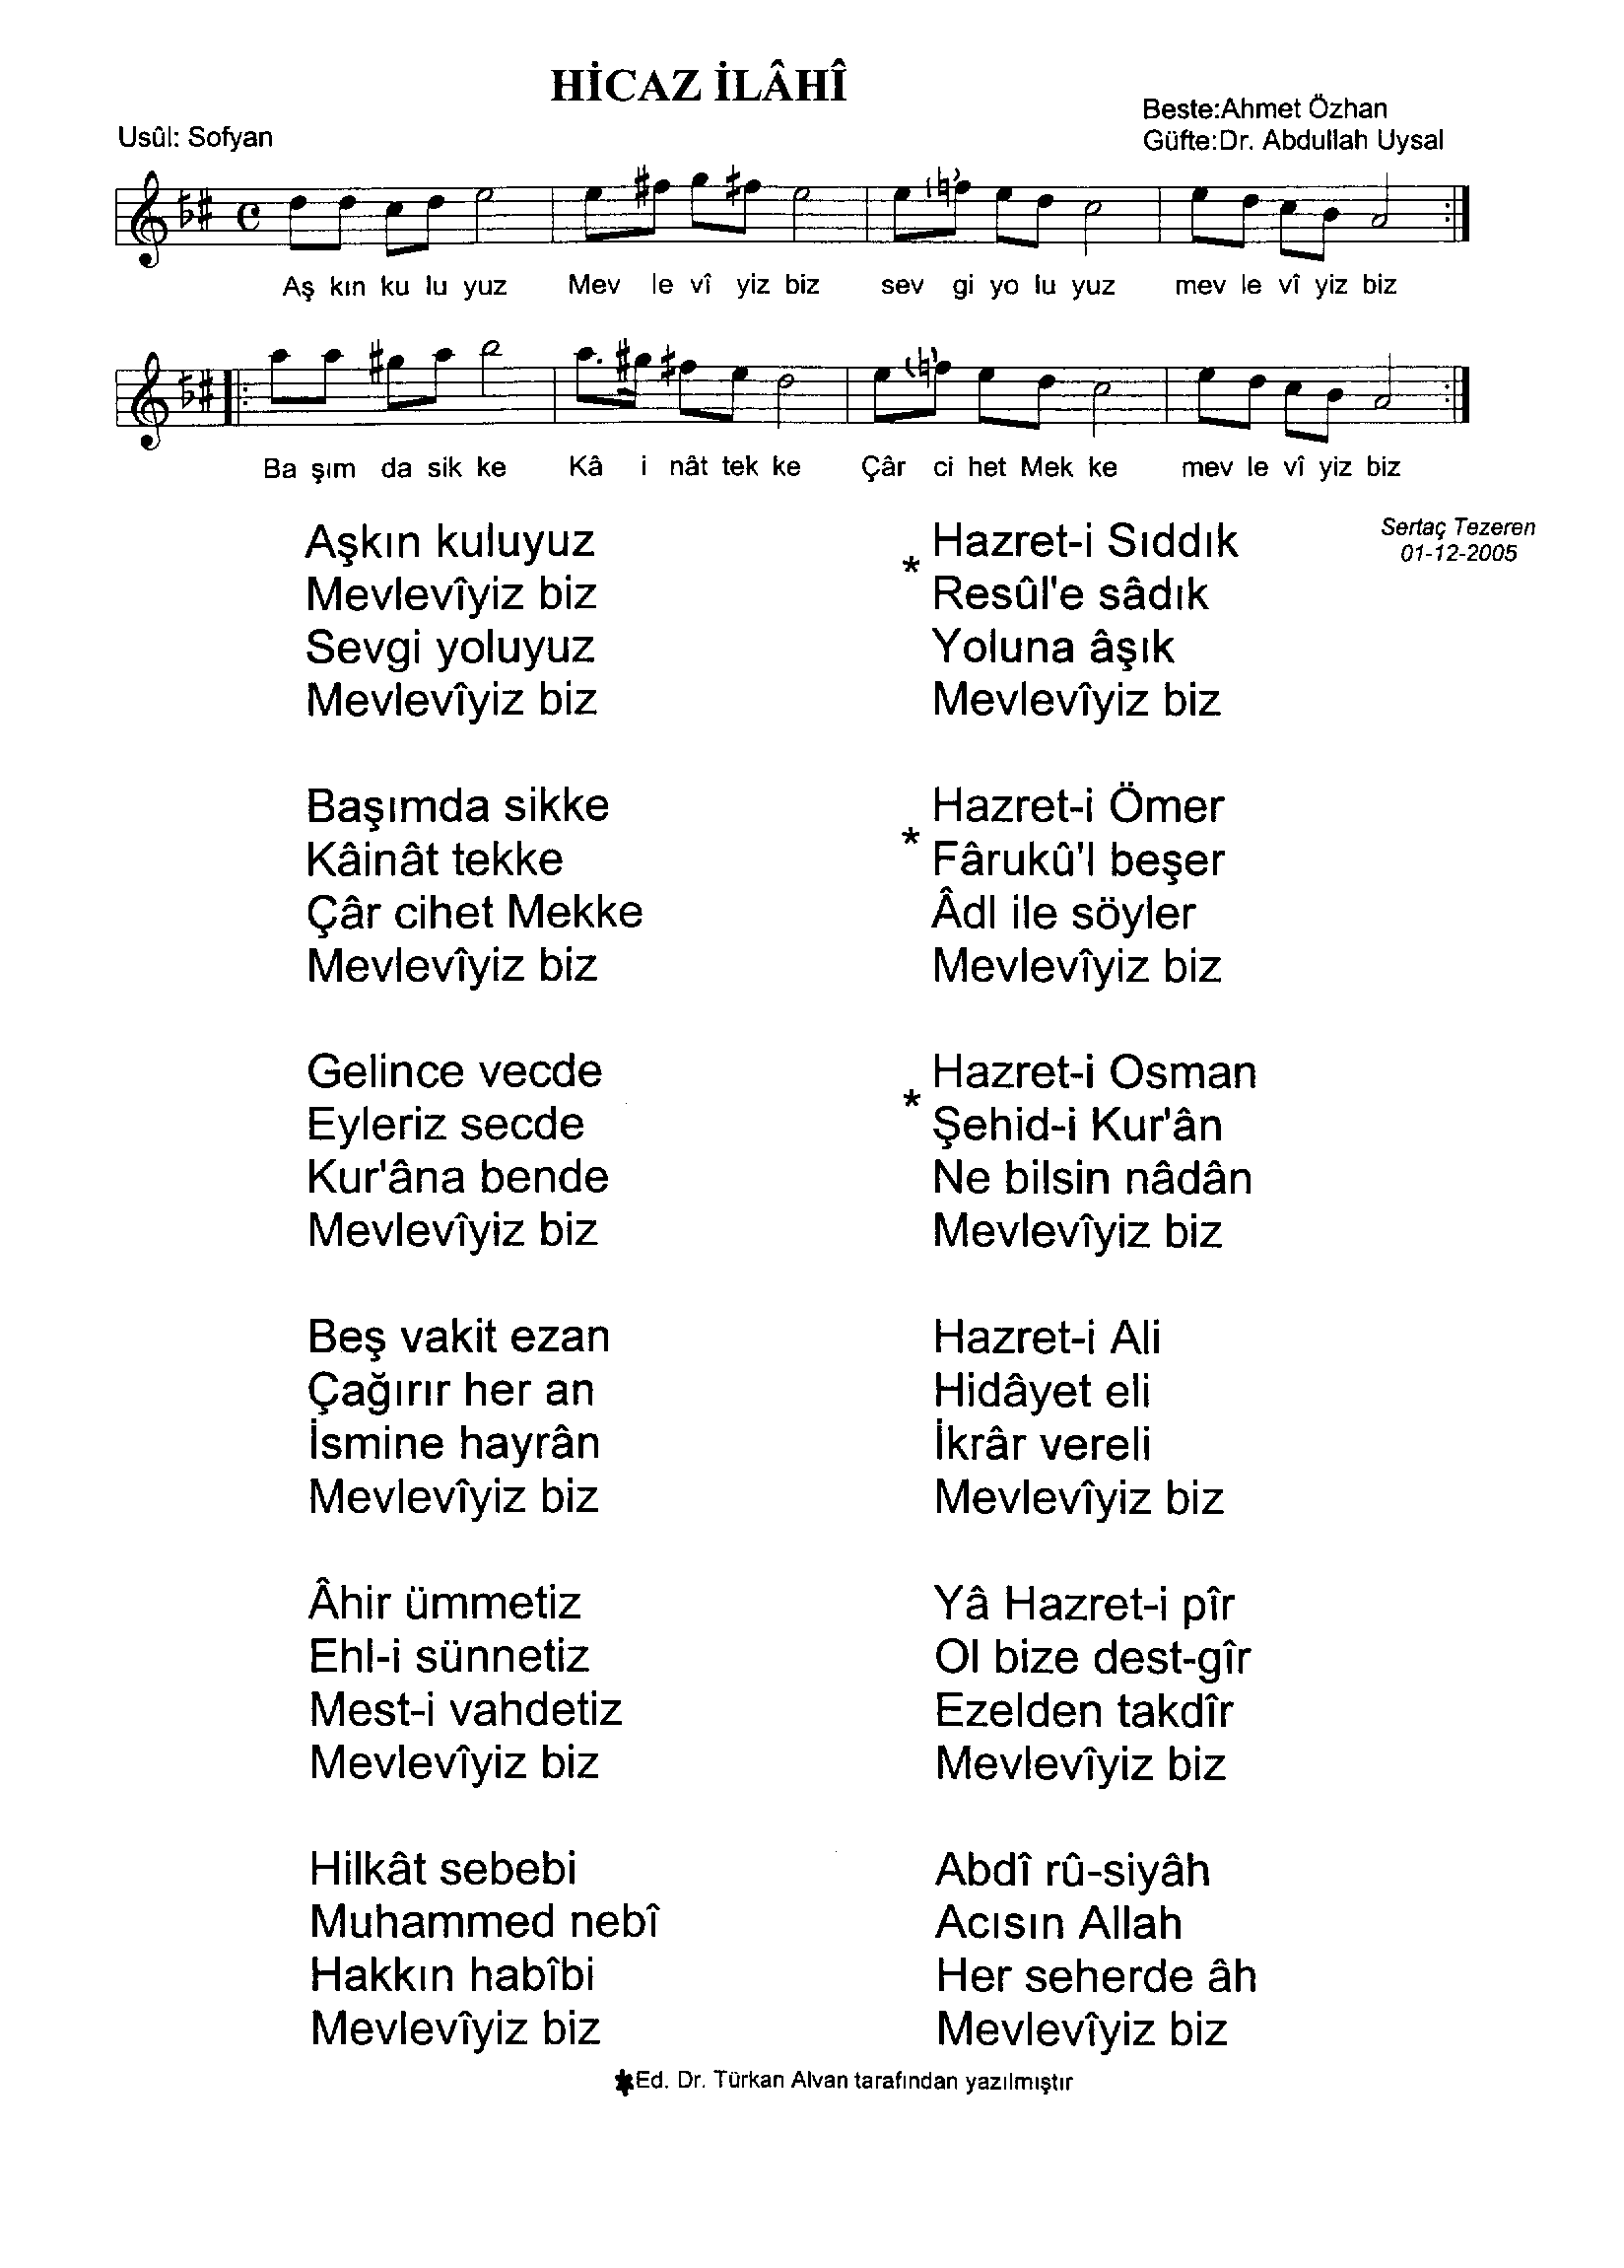 HİCAZ İLÂHÎ
Usûl: Sofyan
Beste:Ahmet Özhan
Güfte:Dr. Abdullah Uysal
Aş kın ku lu yuz Mev le vî yiz biz sev gi yo lu yuz mev le vî yiz biz
Ba şım da sik ke Kâ i nât tek ke Çâr ci het Mek ke mev le vî yiz biz
Sertaç Tezeren
01-12-2005
Aşkın kuluyuz
Mevlevîyiz biz
Sevgi yoluyuz
Mevlevîyiz biz
Başımda sikke
Kâinât tekke
Çâr cihet Mekke
Mevlevîyiz biz
Gelince vecde
Eyleriz secde
Kur'âna bende
Mevlevîyiz biz
Beş vakit ezan
Çağırır her an
İsmine hayrân
Mevlevîyiz biz
Âhir ümmetiz
Ehl-i sünnetiz
Mest-i vahdetiz
Mevlevîyiz biz
Hilkât sebebi
Muhammed nebî
Hakkın habîbi
Mevlevîyiz biz
Hazret-i Sıddık
* Resûl'e sâdık
Yoluna âşık
Mevlevîyiz biz
Hazret-i Ömer
* Fârukû'l beşer
Âdl ile söyler
Mevlevîyiz biz
Hazret-i Osman
* Şehid-i Kur'ân
Ne bilsin nâdân
Mevlevîyiz biz
Hazret-i Ali
Hidâyet eli
İkrâr vereli
Mevlevîyiz biz
Yâ Hazret-i pîr
Ol bize dest-gîr
Ezelden takdîr
Mevlevîyiz biz
Abdî rû-siyâh
Acısın Allah
Her seherde âh
Mevlevîyiz biz
*Ed. Dr. Türkan Alvan tarafından yazılmıştır